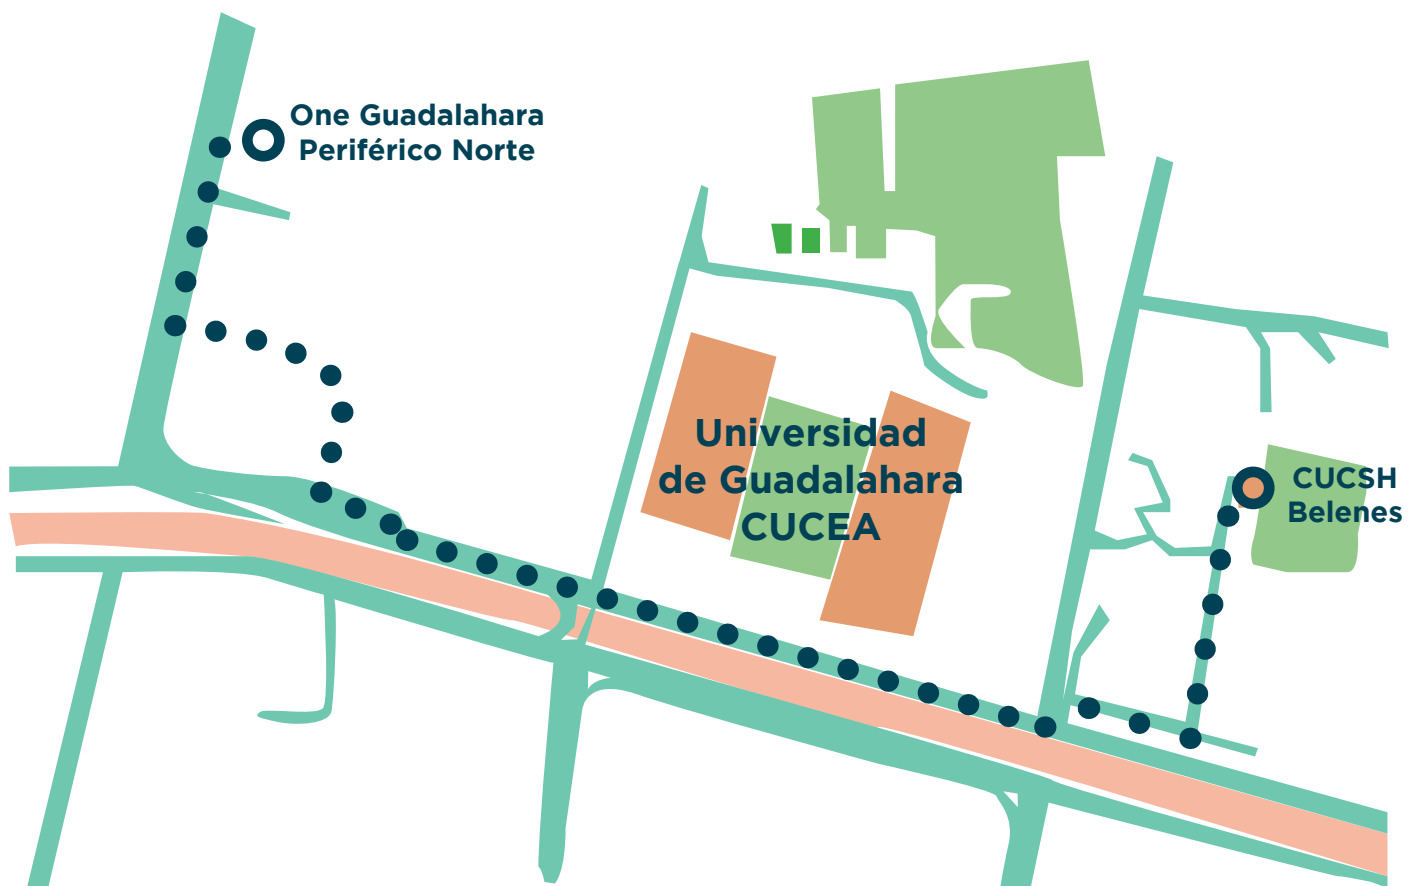 One Guadalahara
Periférico Norte
Universidad
de Guadalahara
CUCEA
CUCSH
Belenes